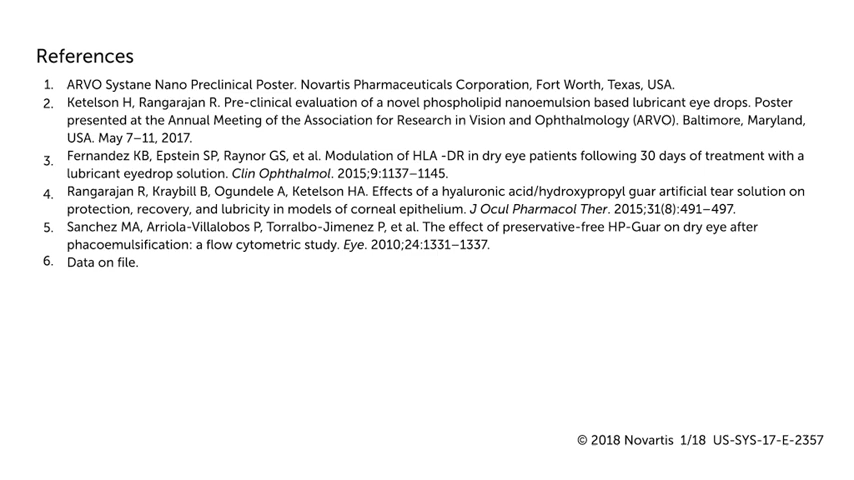 References
1. ARVO Systane Nano Preclinical Poster. Novartis Pharmaceuticals Corporation, Fort Worth, Texas, USA.
2. Ketelson H, Rangarajan R. Pre-clinical evaluation of a novel phospholipid nanoemulsion based lubricant eye drops. Poster
presented at the Annual Meeting of the Association for Research in Vision and Ophthalmology (ARVO). Baltimore, Maryland,
USA. May 7–11, 2017.
3. Fernandez KB, Epstein SP, Raynor GS, et al. Modulation of HLA -DR in dry eye patients following 30 days of treatment with a
lubricant eyedrop solution. Clin Ophthalmol. 2015;9:1137–1145.
4. Rangarajan R, Kraybill B, Ogundele A, Ketelson HA. Effects of a hyaluronic acid/hydroxypropyl guar artificial tear solution on
protection, recovery, and lubricity in models of corneal epithelium. J Ocul Pharmacol Ther. 2015;31(8):491–497.
5. Sanchez MA, Arriola-Villalobos P, Torralbo-Jimenez P, et al. The effect of preservative-free HP-Guar on dry eye after
phacoemulsification: a flow cytometric study. Eye. 2010;24:1331–1337.
6. Data on file.
© 2018 Novartis 1/18 US-SYS-17-E-2357